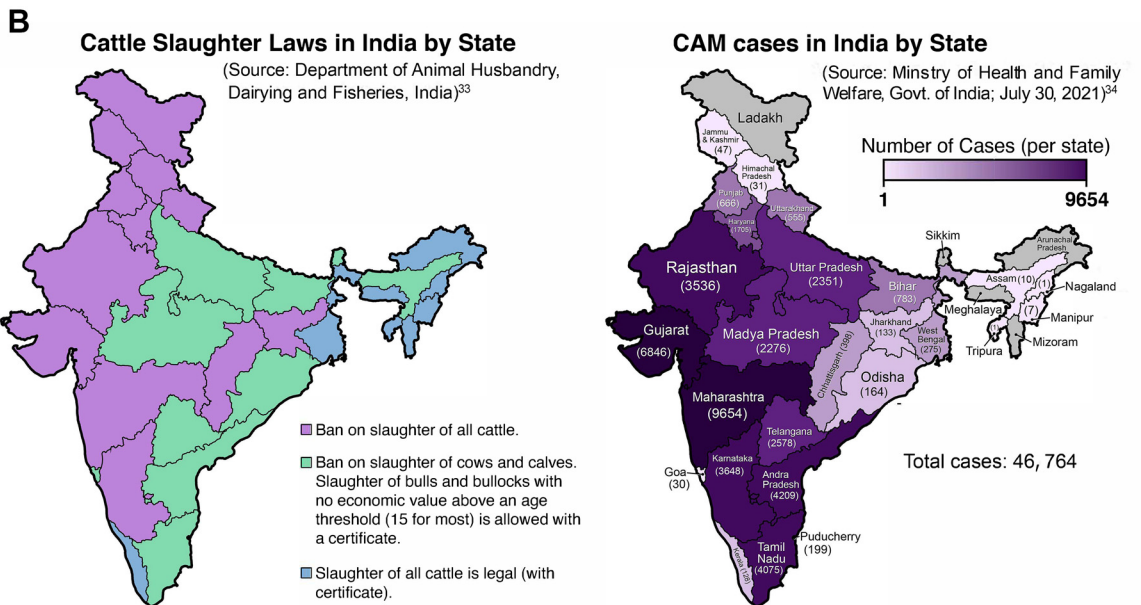 B
Cattle Slaughter Laws in India by State
(Source: Department of Animal Husbandry,
Dairying and Fisheries, India)33
Ban on slaughter of all cattle.
Ban on slaughter of cows and calves.
Slaughter of bulls and bullocks with
no economic value above an age
threshold (15 for most) is allowed with
a certificate.
Slaughter of all cattle is legal (with
certificate).
CAM cases in India by State
(Source: Minstry of Health and Family
Welfare, Govt. of India; July 30, 2021)34
Number of Cases (per state)
1
9654
Ladakh
Jammu
& Kashmir
(47)
Himachal
Pradesh
(31)
Punjab
(666)
Uttarakhand
(555)
Haryana
(1705)
Rajasthan
(3536)
Uttar Pradesh
(2351)
Bihar
(783)
Sikkim
Arunachal
Pradesh
Assam (10)
(1)
Nagaland
Meghalaya
(7)
Manipur
(1)
Tripura
Mizoram
Gujarat
(6846)
Madya Pradesh
(2276)
Jharkhand
(133)
West
Bengal
(275)
Chhattisgarh (398)
Odisha
(164)
Maharashtra
(9654)
Telangana
(2578)
Total cases: 46, 764
Goa
(30)
Karnataka
(3648)
Andra
Pradesh
(4209)
Puducherry
(199)
Tamil
Nadu
(4075)
Kerala (126)